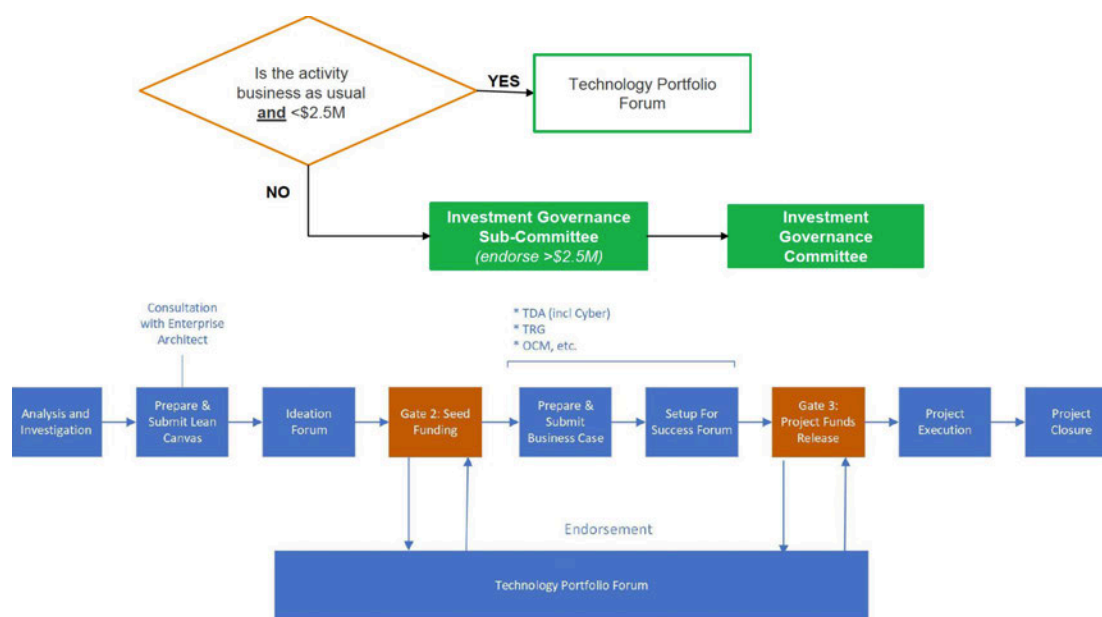 Is the activity
business as usual
and <$2.5M
YES
Technology Portfolio
Forum
NO
Investment Governance
Sub-Committee
(endorse >$2.5M)
Investment
Governance
Committee
Consultation
with Enterprise
Architect
* TDA (incl Cyber)
* TRG
* OCM, etc.
Analysis and
Investigation
Prepare &
Submit Lean
Canvas
Ideation
Forum
Gate 2: Seed
Funding
Prepare &
Submit
Business Case
Setup For
Success Forum
Gate 3:
Project Funds
Release
Project
Execution
Project
Closure
Endorsement
Technology Portfolio Forum